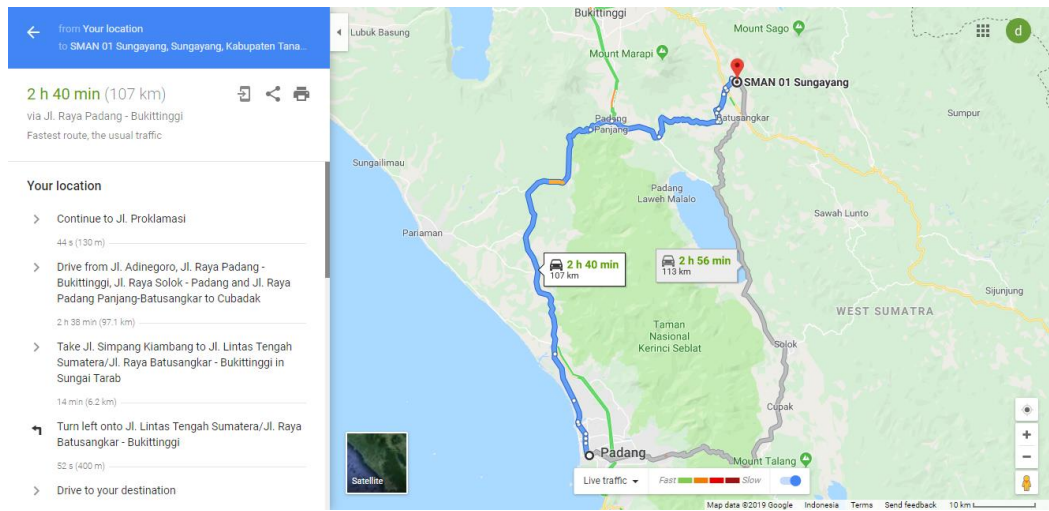 from Your location
to SMAN 01 Sungayang, Sungayang, Kabupaten Tana...
2 h 40 min (107 km)
via Jl. Raya Padang - Bukittinggi
Fastest route, the usual traffic
Your location
Continue to Jl. Proklamasi
44 s (130 m)
Drive from Jl. Adinegoro, Jl. Raya Padang -
Bukittinggi, Jl. Raya Solok - Padang and Jl. Raya
Padang Panjang-Batusangkar to Cubadak
2 h 38 min (97.1 km)
Take Jl. Simpang Kiambang to Jl. Lintas Tengah
Sumatera/Jl. Raya Batusangkar - Bukittinggi in
Sungai Tarab
14 min (6.2 km)
Turn left onto Jl. Lintas Tengah Sumatera/Jl. Raya
Batusangkar - Bukittinggi
52 s (400 m)
Drive to your destination
Bukittinggi
Lubuk Basung
Mount Sago
d
Mount Marapi
SMAN 01 Sungayang
Padang
Panjang
Batusangkar
Sumpur
Sungailimau
Padang
Laweh Malalo
Sawah Lunto
Pariaman
2 h 40 min
107 km
2 h 56 min
113 km
Sijunjung
WEST SUMATRA
Taman
Nasional
Kerinci Seblat
Solok
Cupak
Padang
Mount Talang
Satellite
Live traffic
Fast
Slow
Map data ©2019 Google
Indonesia
Terms
Send feedback
10 km